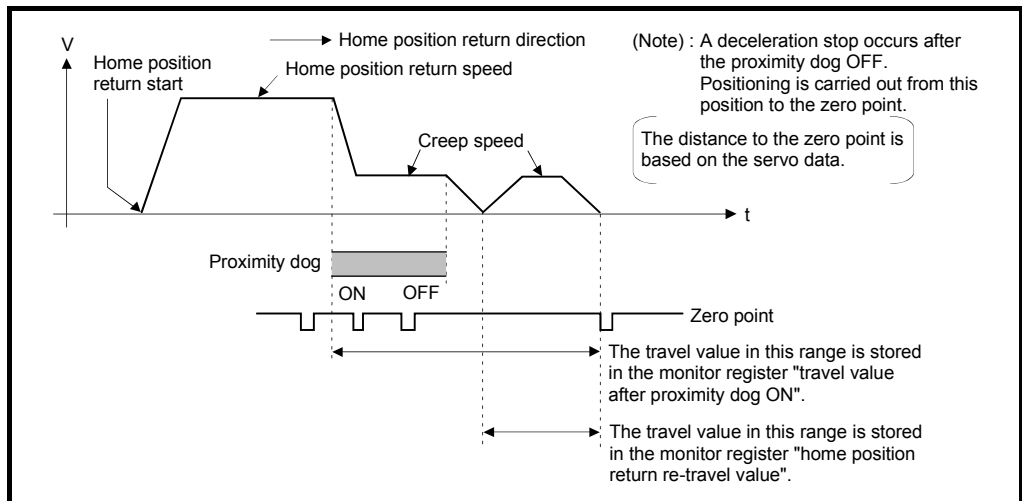 V
Home position
return start
Home position return direction
Home position return speed
(Note) : A deceleration stop occurs after
the proximity dog OFF.
Positioning is carried out from this
position to the zero point.
The distance to the zero point is
based on the servo data.
Creep speed
t
Proximity dog
ON OFF
Zero point
The travel value in this range is stored
in the monitor register "travel value
after proximity dog ON".
The travel value in this range is stored
in the monitor register "home position
return re-travel value".